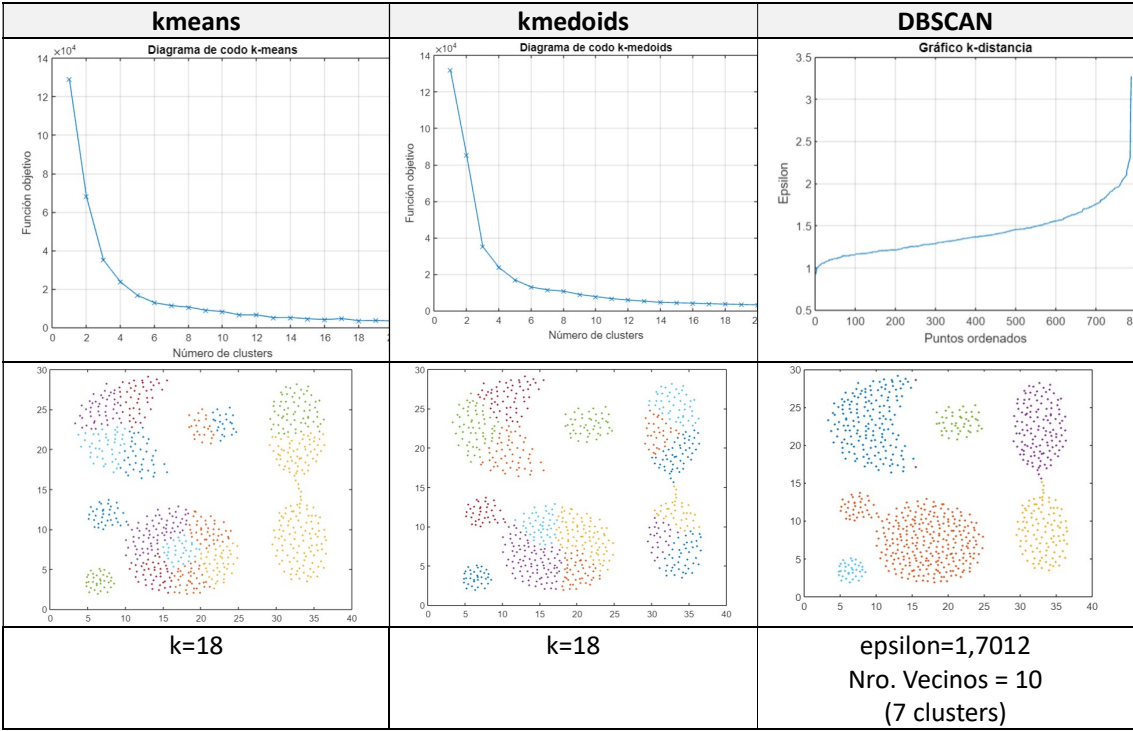 kmeans
kmedoids
DBSCAN
Diagrama de codo k-means
×10⁴
14
12
10
8
6
4
2
0
Función objetivo
0 2 4 6 8 10 12 14 16 18
Número de clusters
Diagrama de codo k-medoids
×10⁴
14
12
10
8
6
4
2
0
Función objetivo
0 2 4 6 8 10 12 14 16 18 2
Número de clusters
Gráfico k-distancia
3.5
3
2.5
2
1.5
1
0.5
Epsilon
0 100 200 300 400 500 600 700 8
Puntos ordenados
30
25
20
15
10
5
0
0 5 10 15 20 25 30 35 40
30
25
20
15
10
5
0
0 5 10 15 20 25 30 35 40
30
25
20
15
10
5
0
0 5 10 15 20 25 30 35 40
k=18
k=18
epsilon=1,7012
Nro. Vecinos = 10
(7 clusters)